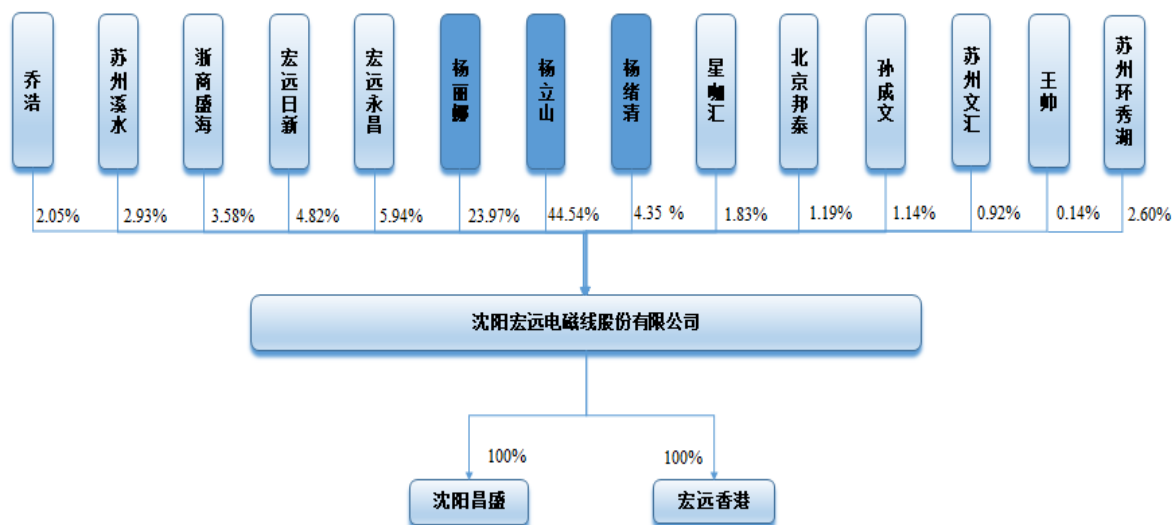 乔浩
苏州溪水
浙商盛海
宏远日新
宏远永昌
杨丽娜
杨立山
杨绪清
星咖汇
北京邦泰
孙成文
苏州文汇
王帅
苏州环秀湖
2.05%
2.93%
3.58%
4.82%
5.94%
23.97%
44.54%
4.35 %
1.83%
1.19%
1.14%
0.92%
0.14%
2.60%
沈阳宏远电磁线股份有限公司
100%
100%
沈阳昌盛
宏远香港